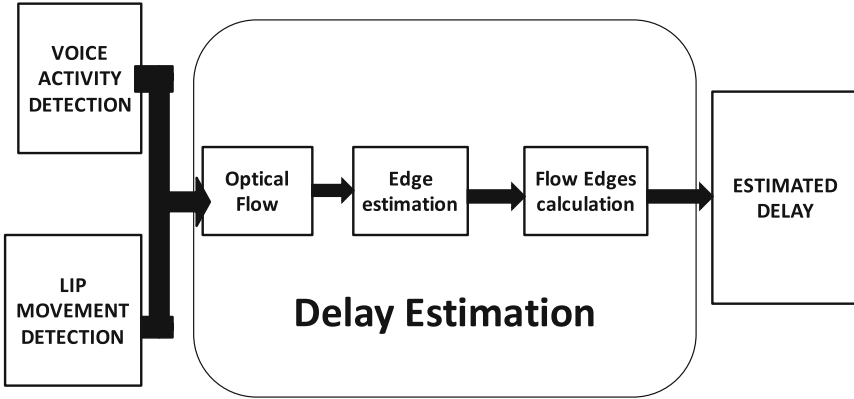 VOICE
ACTIVITY
DETECTION
LIP
MOVEMENT
DETECTION
Optical
Flow
Edge
estimation
Flow Edges
calculation
Delay Estimation
ESTIMATED
DELAY